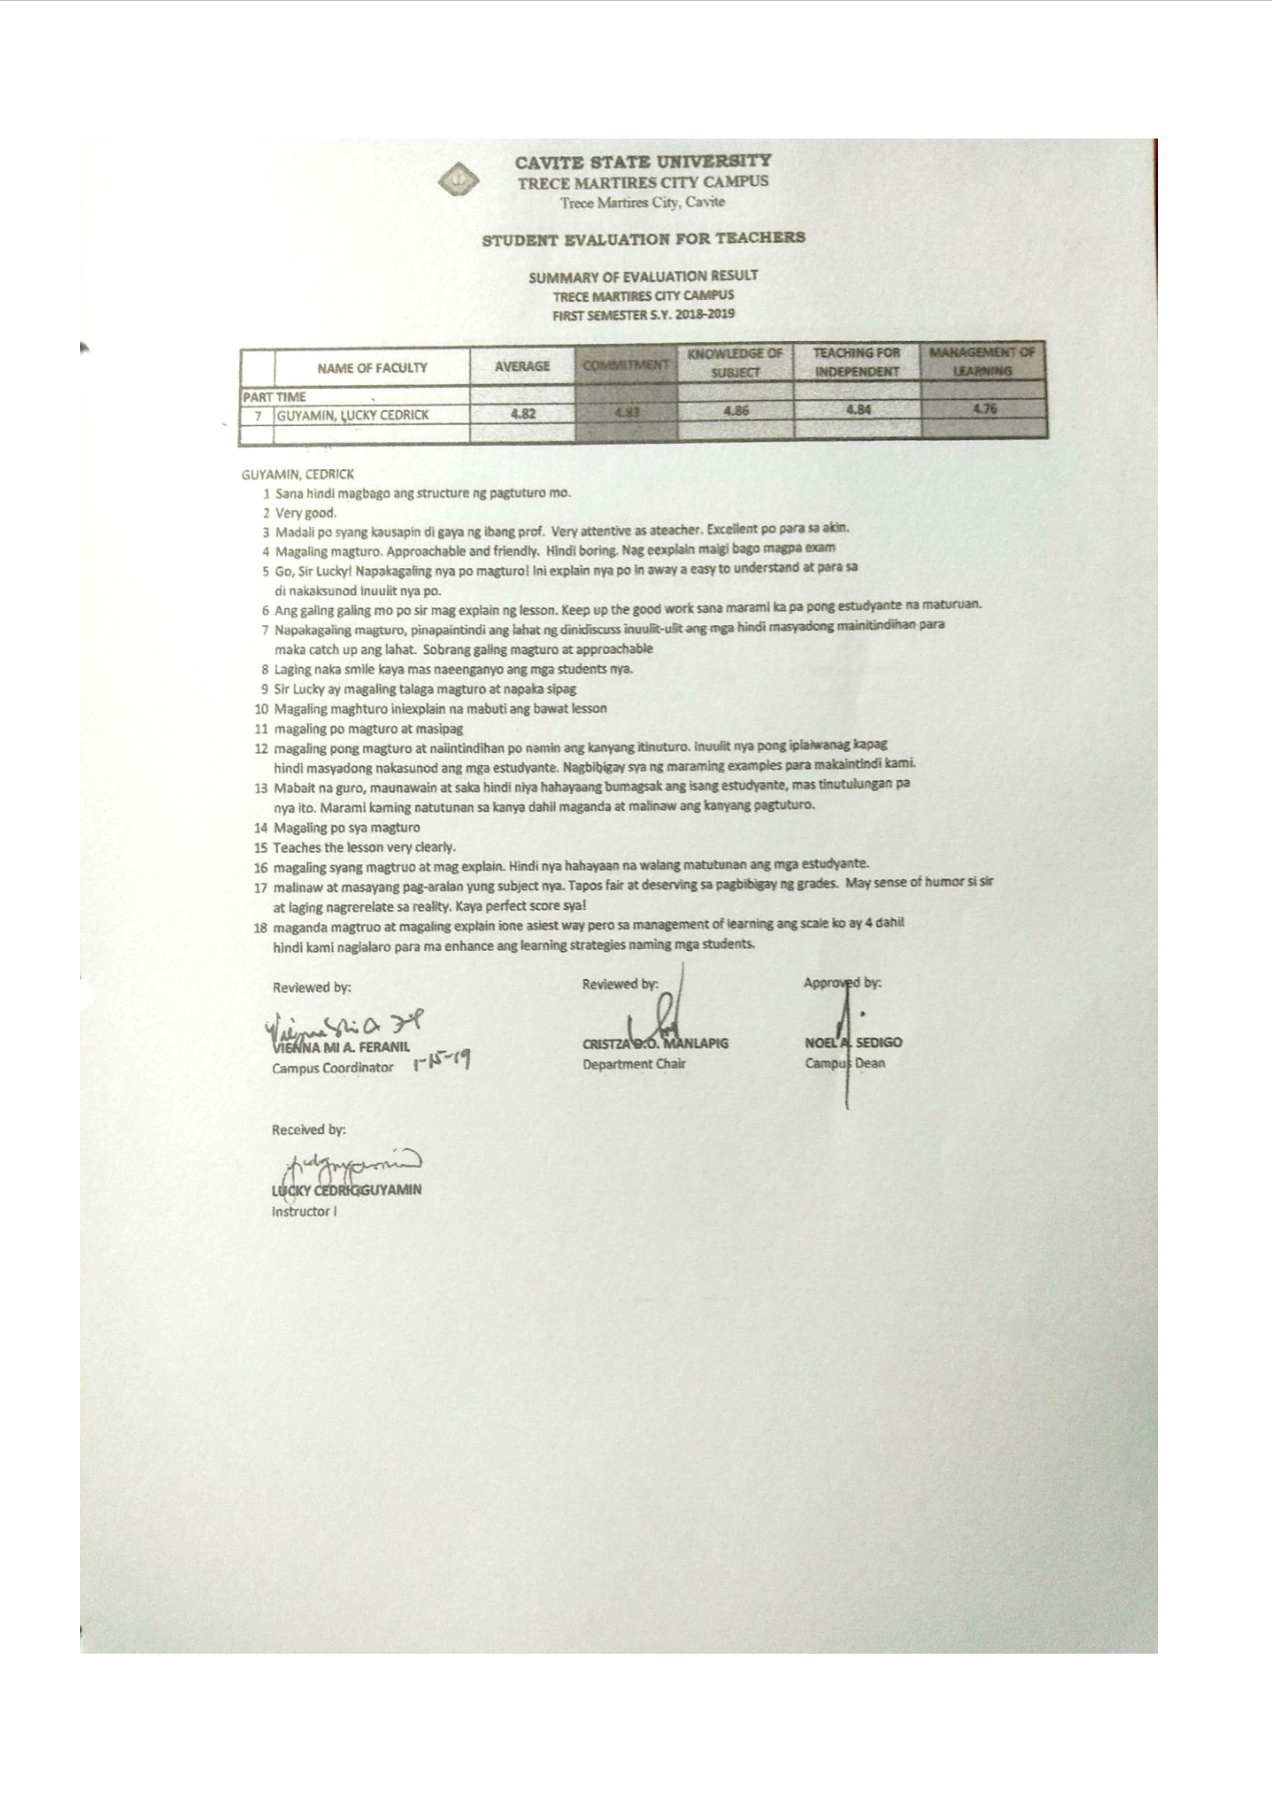 CAVITE STATE UNIVERSITY
TRECE MARTIRES CITY CAMPUS
Trece Martires City, Cavite
STUDENT EVALUATION FOR TEACHERS
SUMMARY OF EVALUATION RESULT
TRECE MARTIRES CITY CAMPUS
FIRST SEMESTER S.Y. 2018-2019
NAME OF FACULTY AVERAGE COMMITMENT KNOWLEDGE OF SUBJECT TEACHING FOR INDEPENDENT MANAGEMENT OF LEARNING
PART TIME
7 GUYAMIN, LUCKY CEDRICK 4.82 4.83 4.86 4.84 4.76
GUYAMIN, CEDRICK
1 Sana hindi magbago ang structure ng pagtuturo mo.
2 Very good.
3 Madali po syang kausapin di gaya ng ibang prof. Very attentive as ateacher. Excellent po para sa akin.
4 Magaling magturo. Approachable and friendly. Hindi boring. Nag eexplain maigi bago magpa exam
5 Go, Sir Lucky! Napakagaling nya po magturo! Ini explain nya po in away a easy to understand at para sa
di nakaksunod inuulit nya po.
6 Ang galing galing mo po sir mag explain ng lesson. Keep up the good work sana marami ka pa pong estudyante na maturuan.
7 Napakagaling magturo, pinapaintindi ang lahat ng dinidiscuss inuulit-ulit ang mga hindi masyadong mainitindihan para
maka catch up ang lahat. Sobrang galing magturo at approachable
8 Laging naka smile kaya mas naeenganyo ang mga students nya.
9 Sir Lucky ay magaling talaga magturo at napaka sipag
10 Magaling maghturo iniexplain na mabuti ang bawat lesson
11 magaling po magturo at masipag
12 magaling pong magturo at naiintindihan po namin ang kanyang itinuturo. Inuulit nya pong iplaiwanag kapag
hindi masyadong nakasunod ang mga estudyante. Nagbibigay sya ng maraming examples para makaintindi kami.
13 Mabait na guro, maunawain at saka hindi niya hahayaang bumagsak ang isang estudyante, mas tinutulungan pa
nya ito. Marami kaming natutunan sa kanya dahil maganda at malinaw ang kanyang pagtuturo.
14 Magaling po sya magturo
15 Teaches the lesson very clearly.
16 magaling syang magtruo at mag explain. Hindi nya hahayaan na walang matutunan ang mga estudyante.
17 malinaw at masayang pag-aralan yung subject nya. Tapos fair at deserving sa pagbibigay ng grades. May sense of humor si sir
at laging nagrerelate sa reality. Kaya perfect score sya!
18 maganda magtruo at magaling explain ione asiest way pero sa management of learning ang scale ko ay 4 dahil
hindi kami naglalaro para ma enhance ang learning strategies naming mga students.
Reviewed by: Reviewed by: Approved by:
VIENNA MI A. FERANIL CRISTZA D.O. MANLAPIG NOEL A. SEDIGO
Campus Coordinator 1-15-19 Department Chair Campus Dean
Received by:
LUCKY CEDRIC GUYAMIN
Instructor I